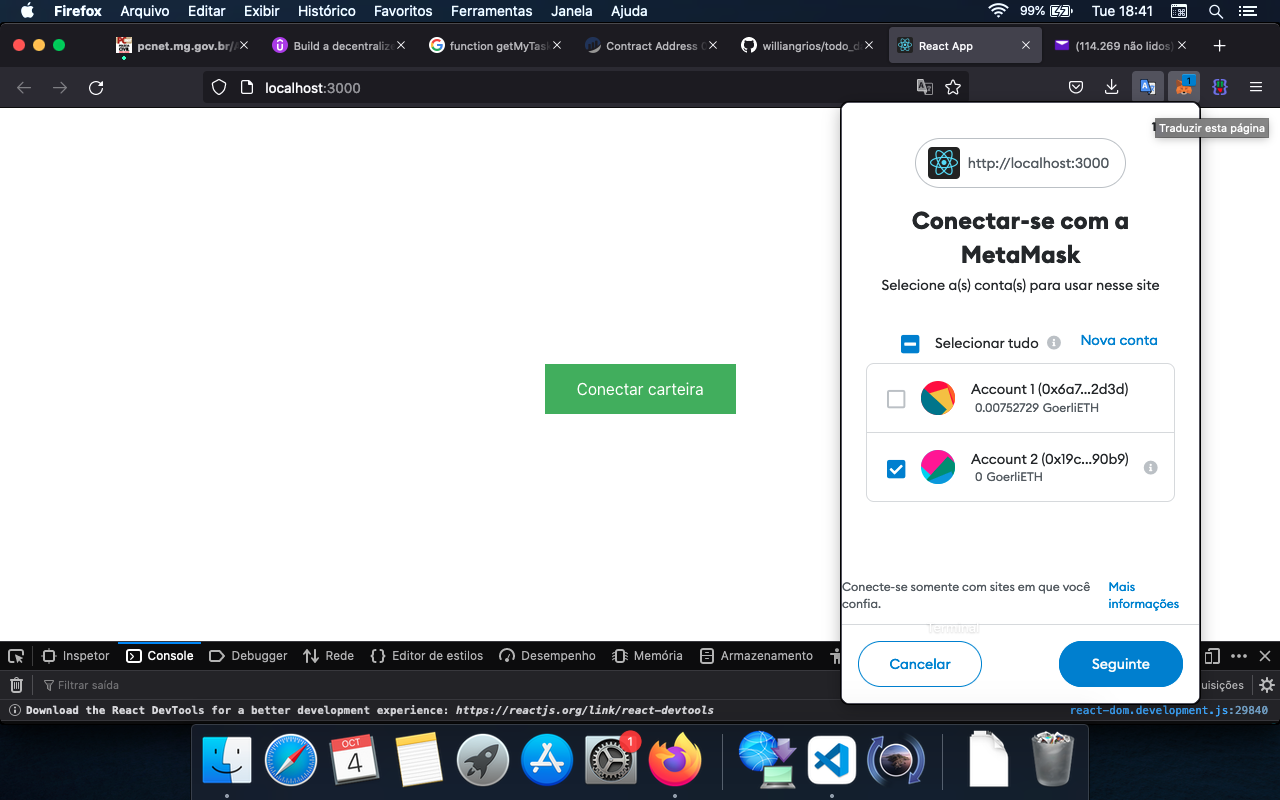 Firefox Arquivo Editar Exibir Histórico Favoritos Ferramentas Janela Ajuda 99% Tue 18:41
pcnet.mg.gov.br/ Build a decentraliz function getMyTask Contract Address williangrios/todo_d React App (114.269 não lidos)
localhost:3000
Traduzir esta página
http://localhost:3000
Conectar-se com a
MetaMask
Selecione a(s) conta(s) para usar nesse site
Selecionar tudo Nova conta
Account 1 (0x6a7...2d3d)
0.00752729 GoerliETH
Conectar carteira
Account 2 (0x19c...90b9)
0 GoerliETH
Conecte-se somente com sites em que você
confia.
Mais
informações
Terminal
Cancelar Seguinte
Inspetor Console Debugger Rede Editor de estilos Desempenho Memória Armazenamento
Filtrar saída uisições
Download the React DevTools for a better development experience: https://reactjs.org/link/react-devtools react-dom.development.js:29840
OCT
4
1